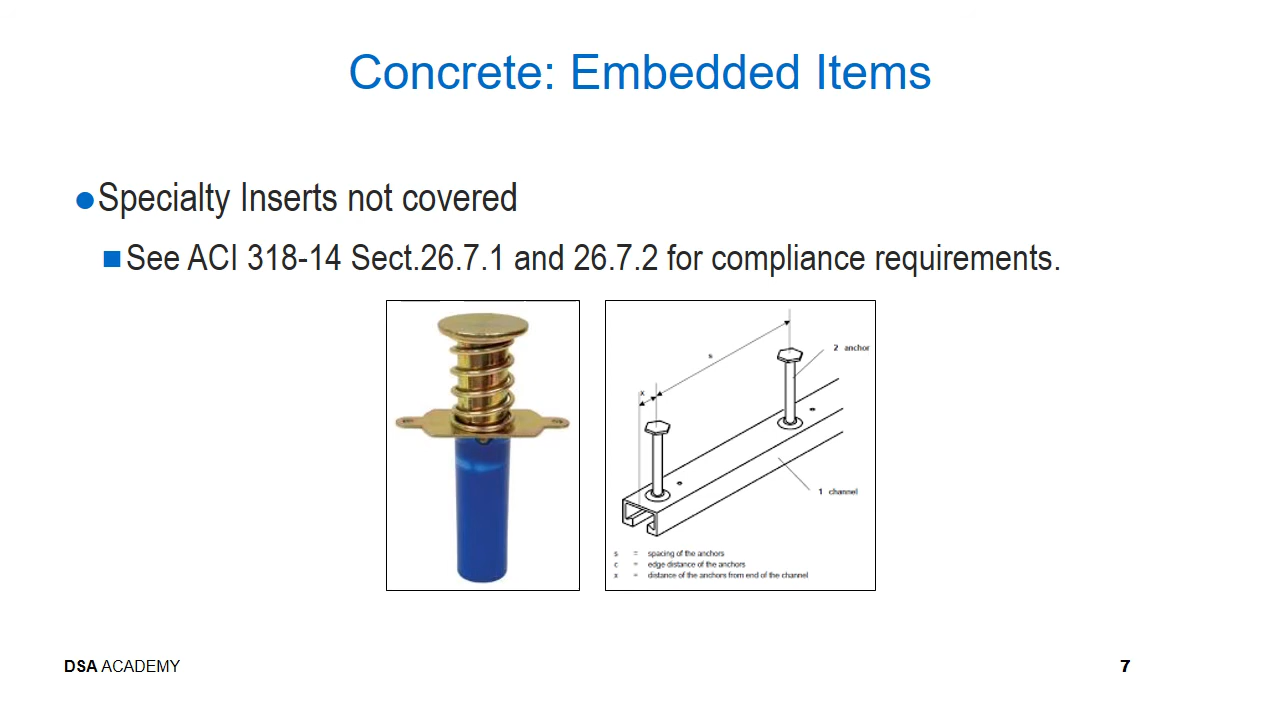 Concrete: Embedded Items
●Specialty Inserts not covered
■See ACI 318-14 Sect.26.7.1 and 26.7.2 for compliance requirements.
s
2 anchor
x
1 channel
s = spacing of the anchors
c = edge distance of the anchors
x = distance of the anchors from end of the channel
DSA ACADEMY
7